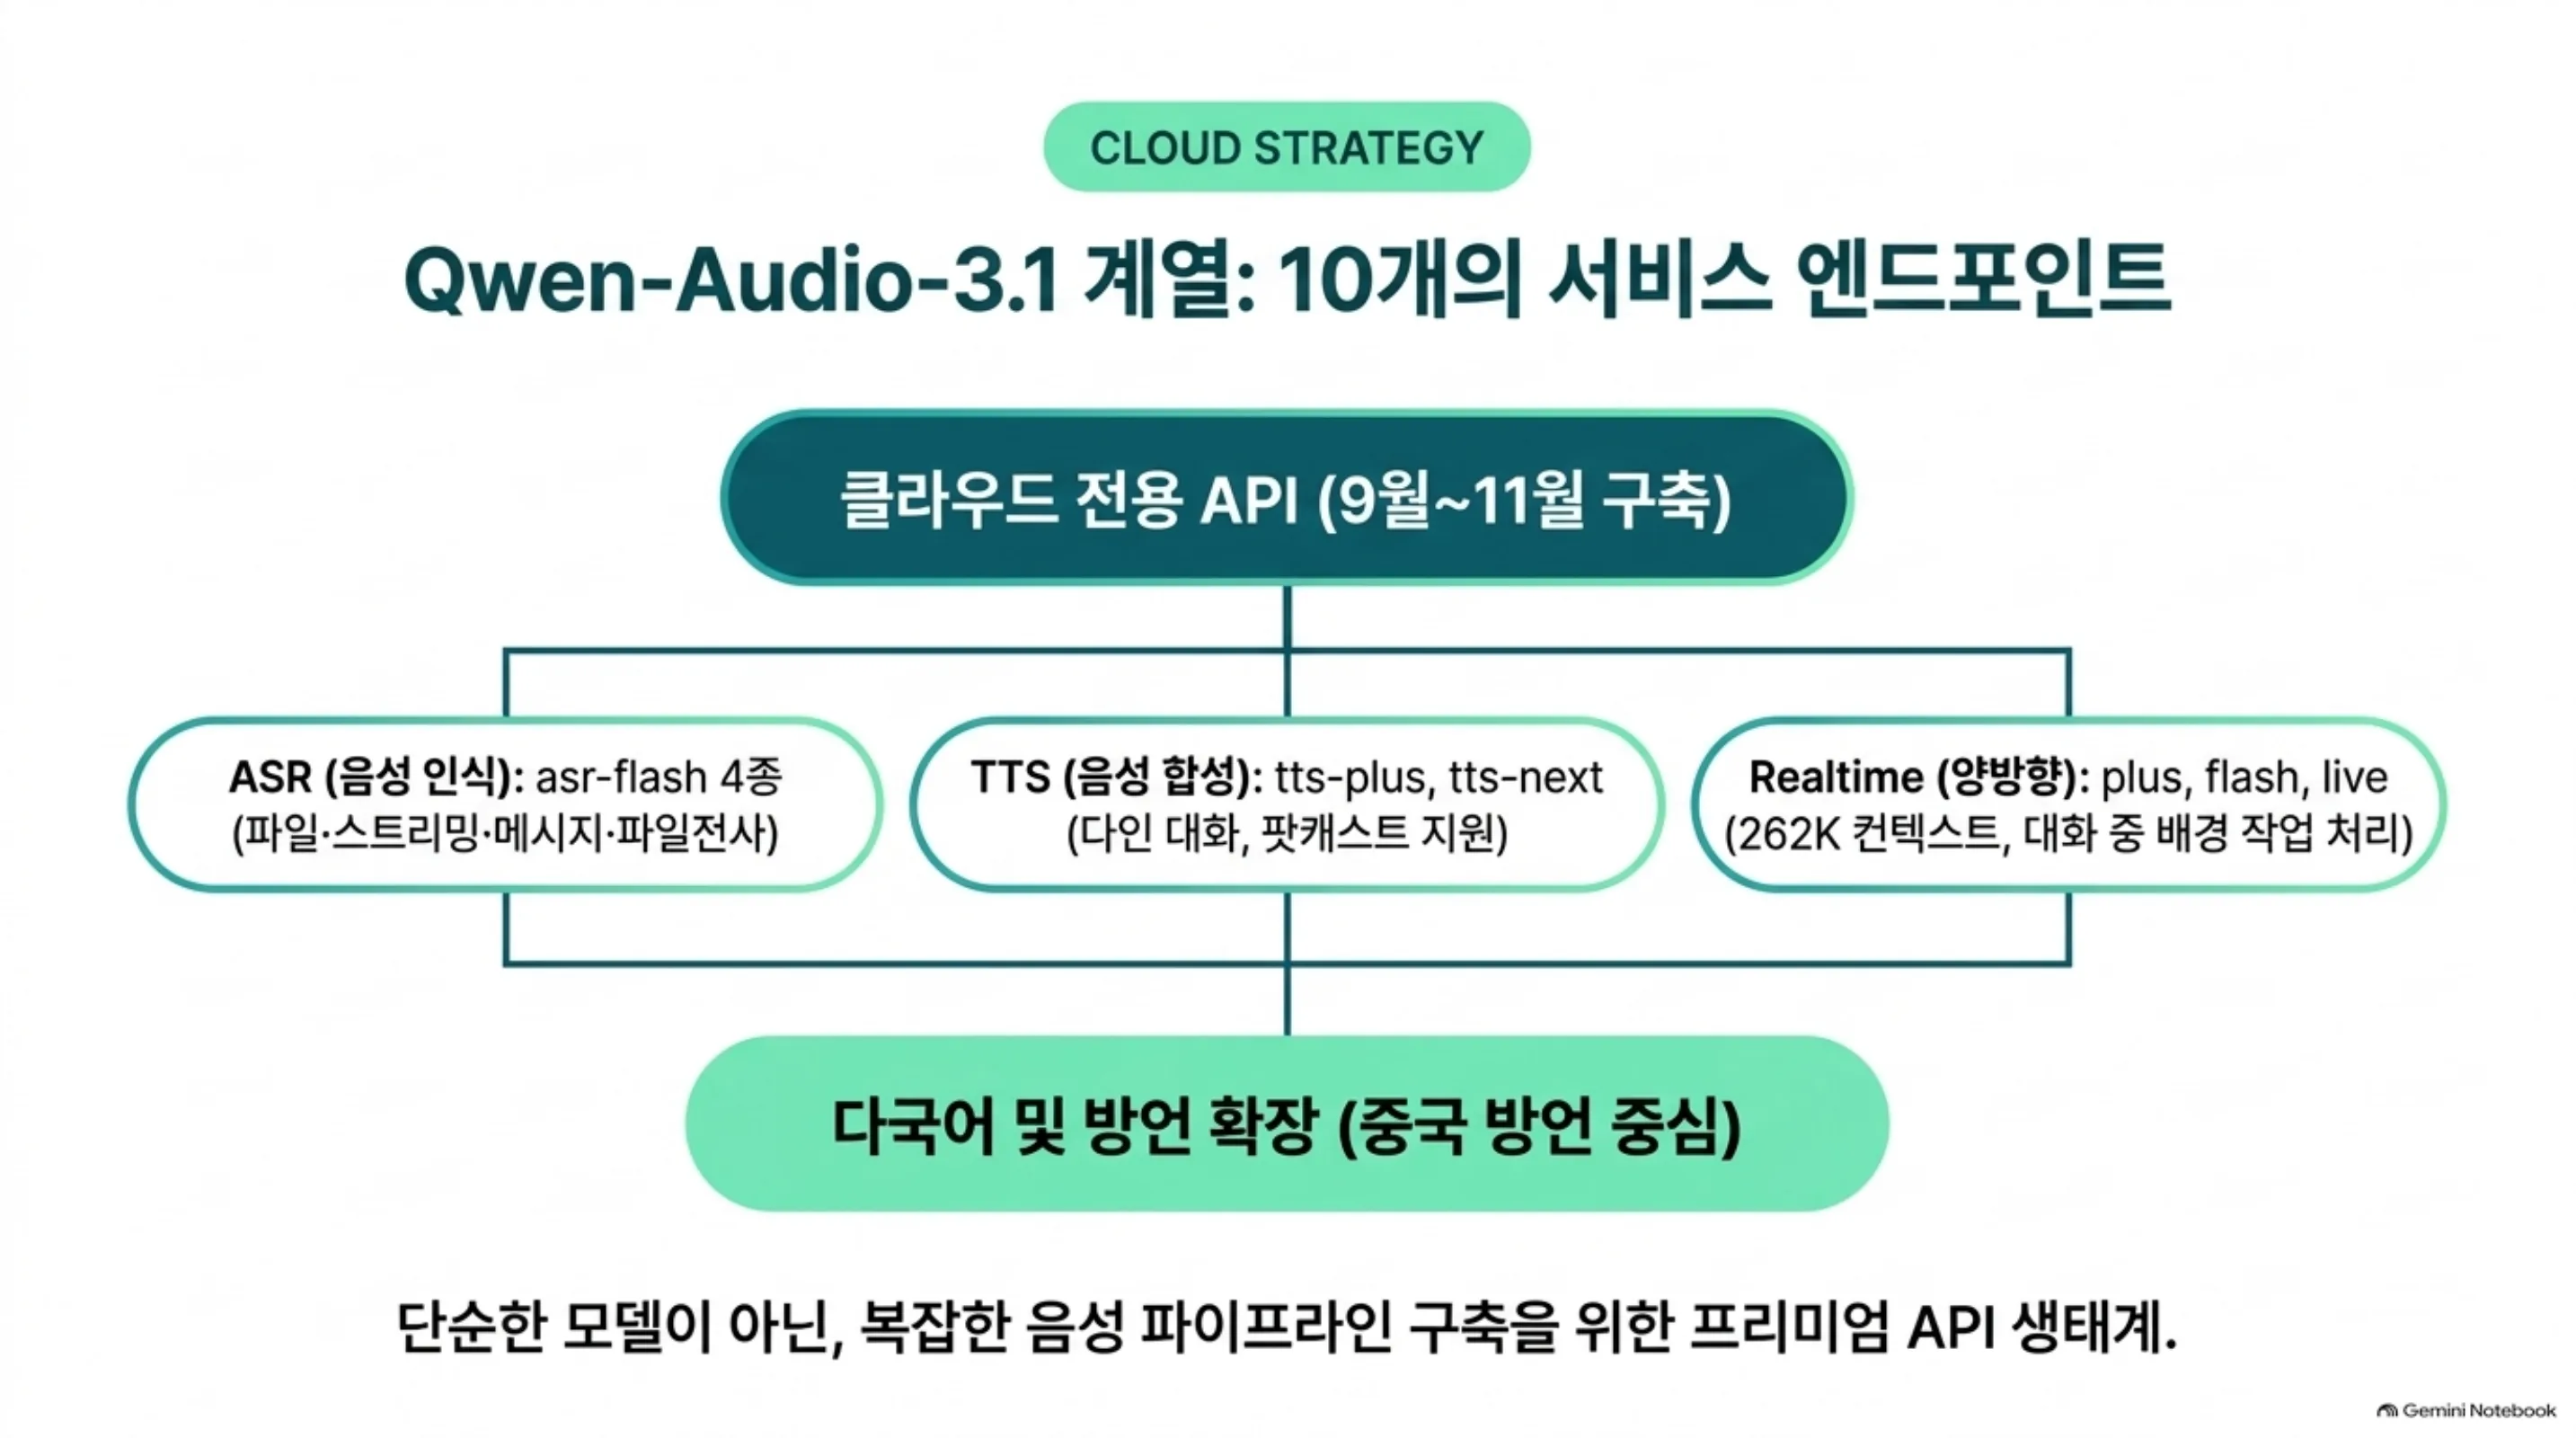 CLOUD STRATEGY
Qwen-Audio-3.1 계열: 10개의 서비스 엔드포인트
클라우드 전용 API (9월~11월 구축)
ASR (음성 인식): asr-flash 4종
(파일·스트리밍·메시지·파일전사)
TTS (음성 합성): tts-plus, tts-next
(다인 대화, 팟캐스트 지원)
Realtime (양방향): plus, flash, live
(262K 컨텍스트, 대화 중 배경 작업 처리)
다국어 및 방언 확장 (중국 방언 중심)
단순한 모델이 아닌, 복잡한 음성 파이프라인 구축을 위한 프리미엄 API 생태계.
Gemini Notebook